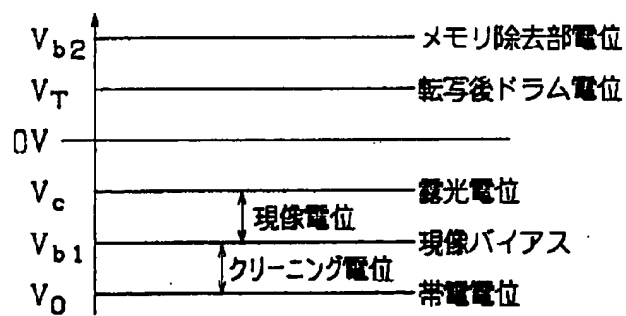 V_b2 メモリ除去部電位
V_T 転写後ドラム電位
0V
V_c 露光電位
現像電位
V_b1 現像バイアス
クリーニング電位
V_0 帯電電位